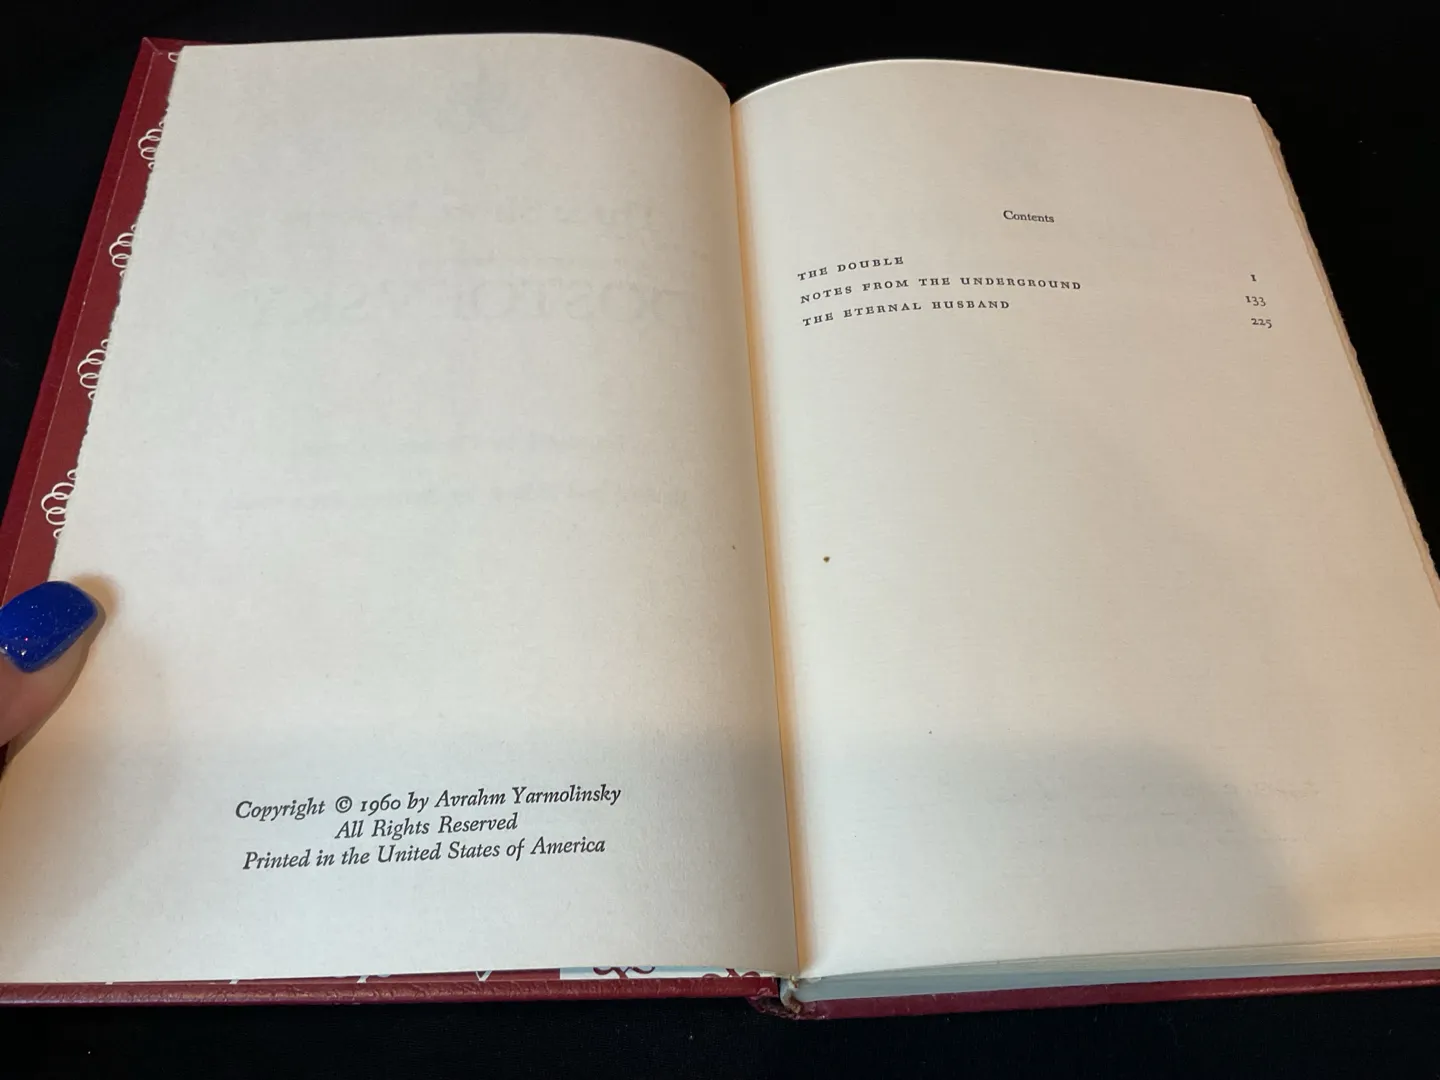 Copyright © 1960 by Avrahm Yarmolinsky
All Rights Reserved
Printed in the United States of America
Contents
THE DOUBLE 1
NOTES FROM THE UNDERGROUND 133
THE ETERNAL HUSBAND 225